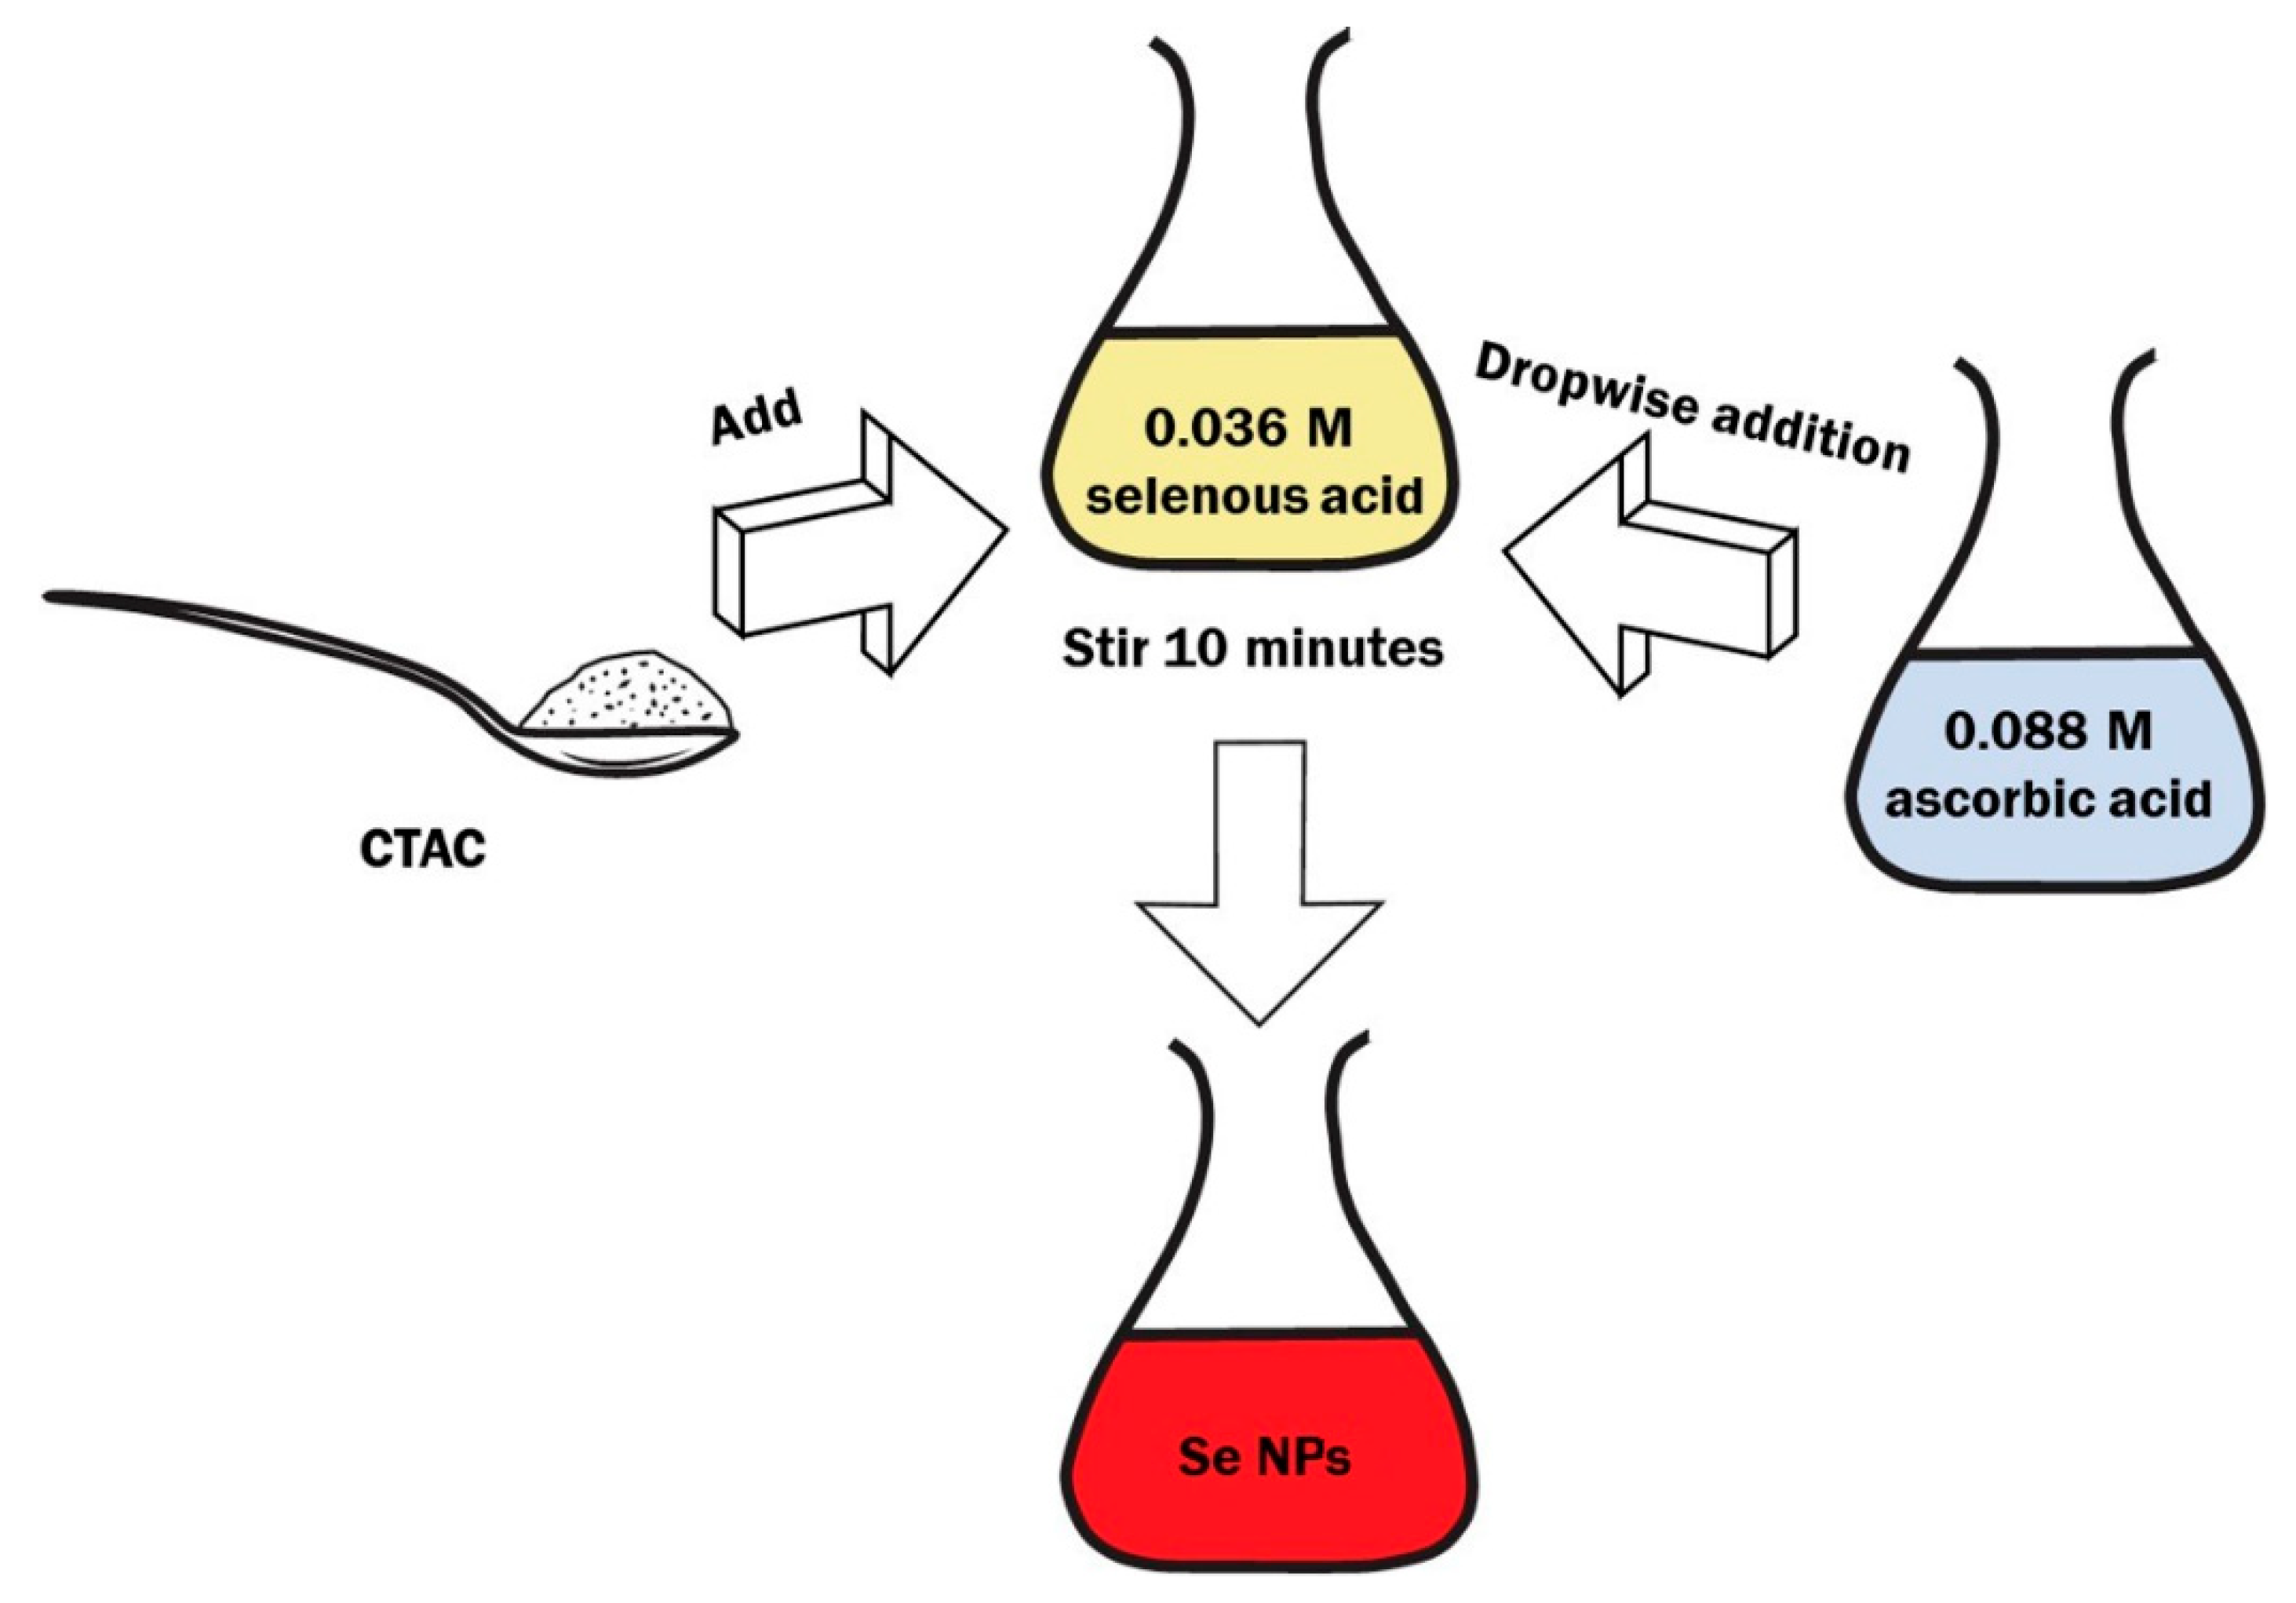 Add
0.036 M
selenous acid
Dropwise addition
Stir 10 minutes
0.088 M
ascorbic acid
CTAC
Se NPs